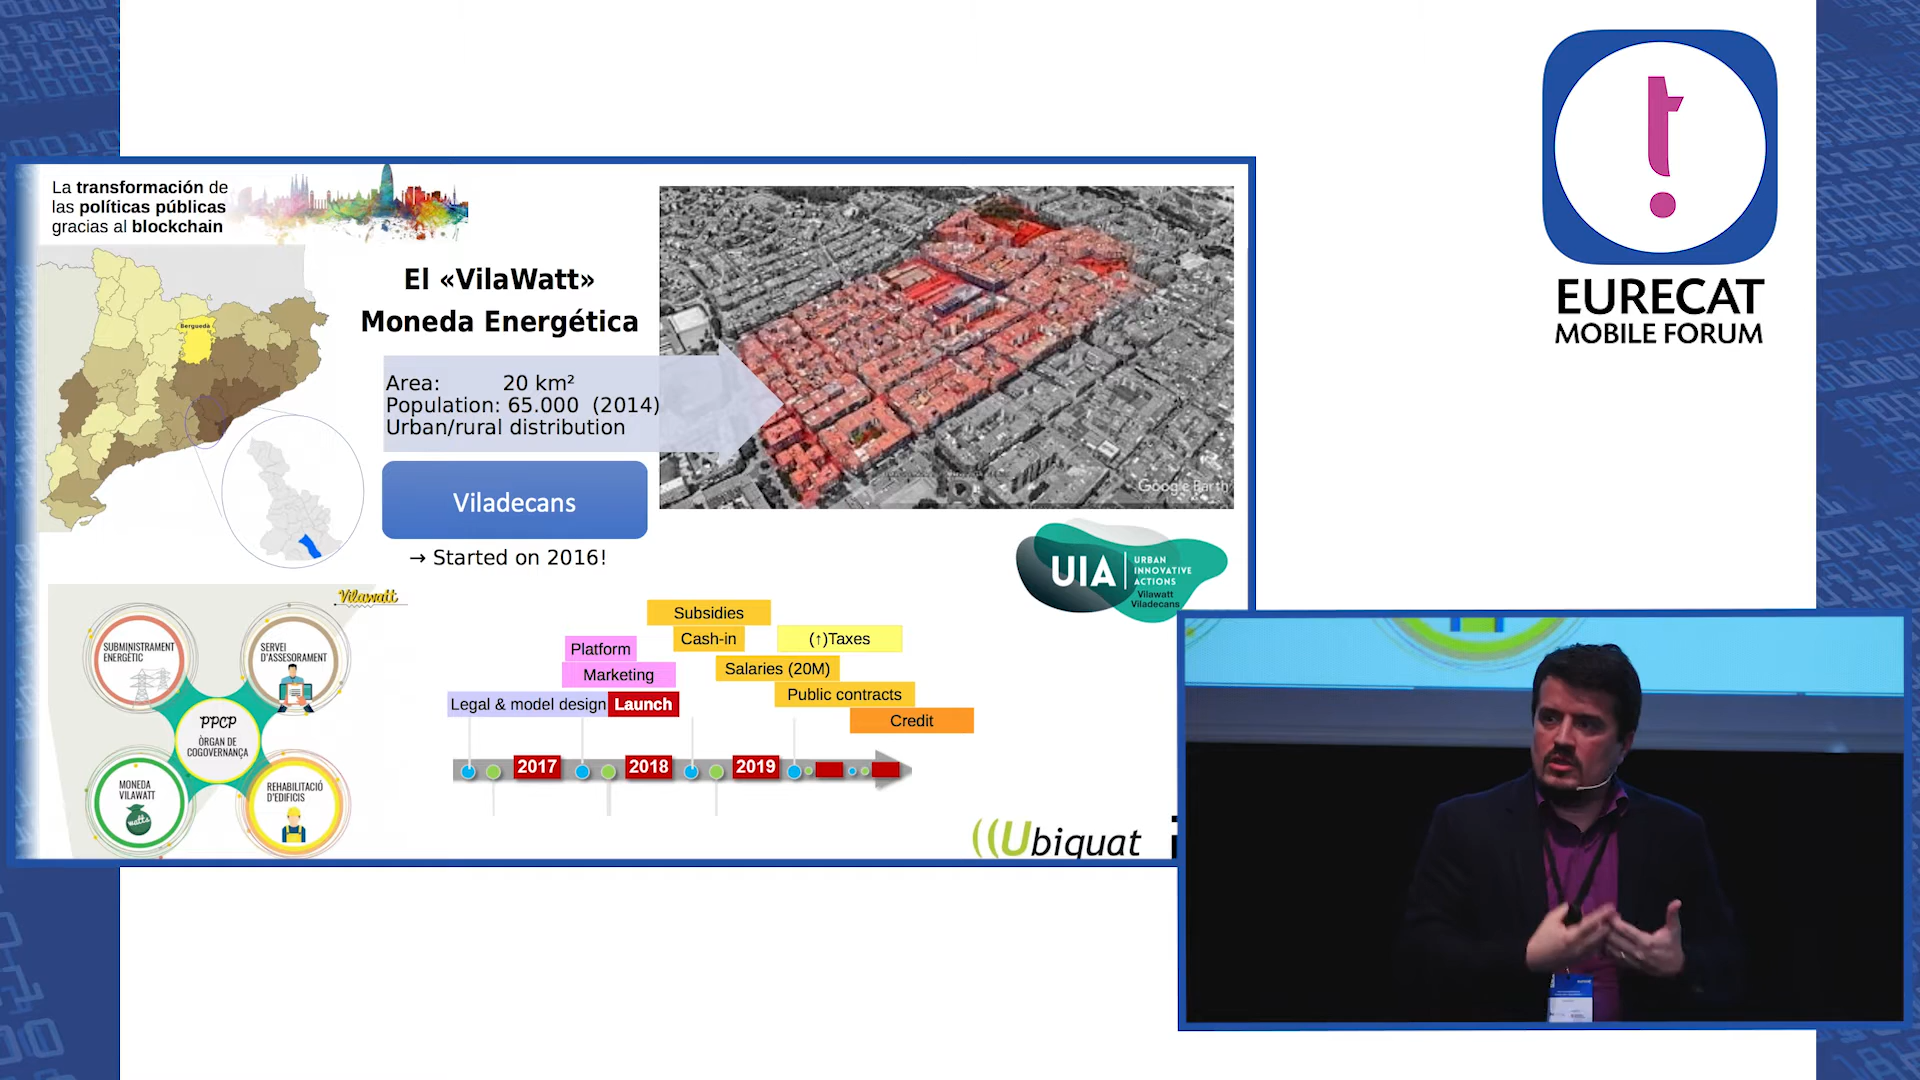 La transformación de
las políticas públicas
gracias al blockchain
Berguedà
El «VilaWatt»
Moneda Energética
Area: 20 km²
Population: 65.000 (2014)
Urban/rural distribution
Viladecans
→ Started on 2016!
Google Earth
UIA
URBAN
INNOVATIVE
ACTIONS
Vilawatt
Viladecans
Vilawatt
SUBMINISTRAMENT
ENERGÈTIC
SERVEI
D'ASSESORAMENT
PPCP
ÒRGAN DE
COGOVERNANÇA
MONEDA
VILAWATT
watts
REHABILITACIÓ
D'EDIFICIS
Subsidies
Cash-in
(↑)Taxes
Platform
Marketing
Salaries (20M)
Public contracts
Legal & model design
Launch
Credit
2017
2018
2019
Ubiquat
EURECAT
MOBILE FORUM